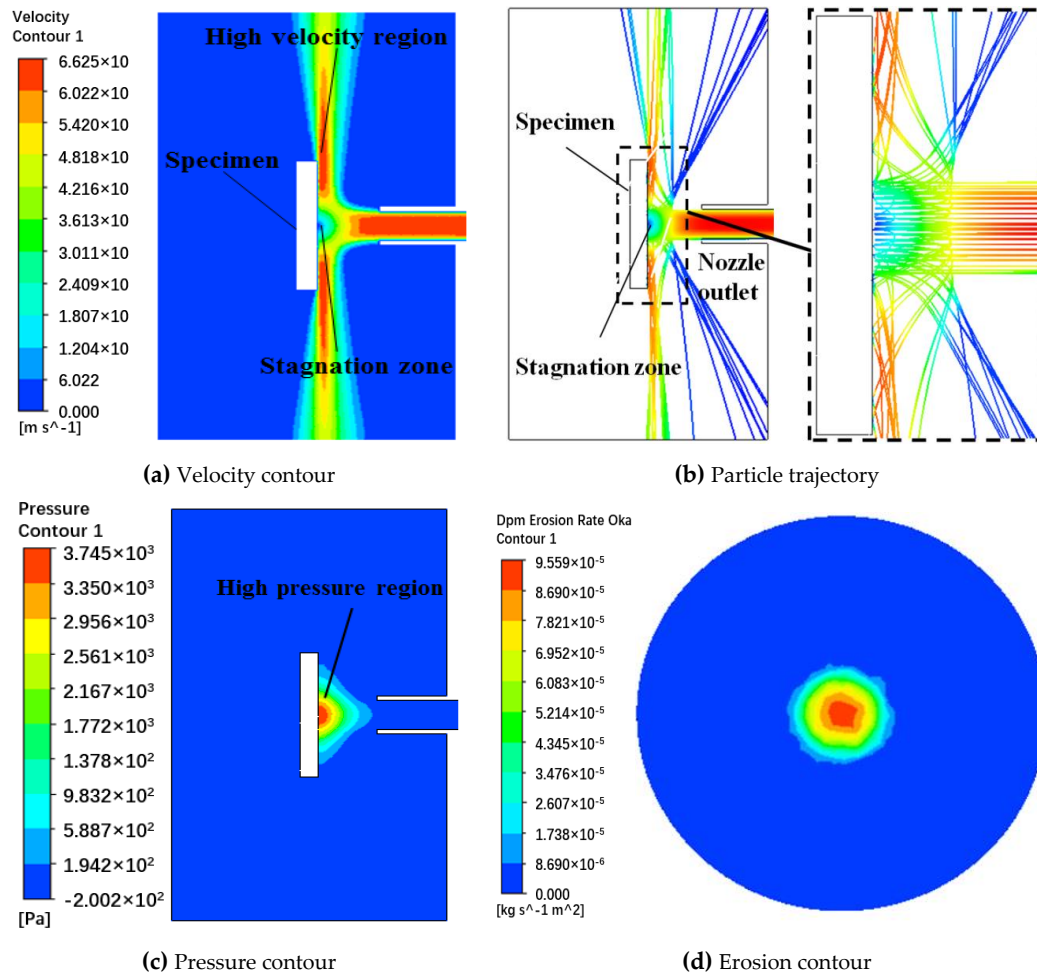 Velocity
Contour 1
6.625×10
6.022×10
5.420×10
4.818×10
4.216×10
3.613×10
3.011×10
2.409×10
1.807×10
1.204×10
6.022
0.000
[m s^-1]
High velocity region
Specimen
Stagnation zone
(a) Velocity contour
Specimen
Nozzle
outlet
Stagnation zone
(b) Particle trajectory
Pressure
Contour 1
3.745×10³
3.350×10³
2.956×10³
2.561×10³
2.167×10³
1.772×10³
1.378×10³
9.832×10²
5.887×10²
1.942×10²
-2.002×10²
[Pa]
High pressure region
(c) Pressure contour
Dpm Erosion Rate Oka
Contour 1
9.559×10⁻⁵
8.690×10⁻⁵
7.821×10⁻⁵
6.952×10⁻⁵
6.083×10⁻⁵
5.214×10⁻⁵
4.345×10⁻⁵
3.476×10⁻⁵
2.607×10⁻⁵
1.738×10⁻⁵
8.690×10⁻⁶
0.000
[kg s^-1 m^2]
(d) Erosion contour